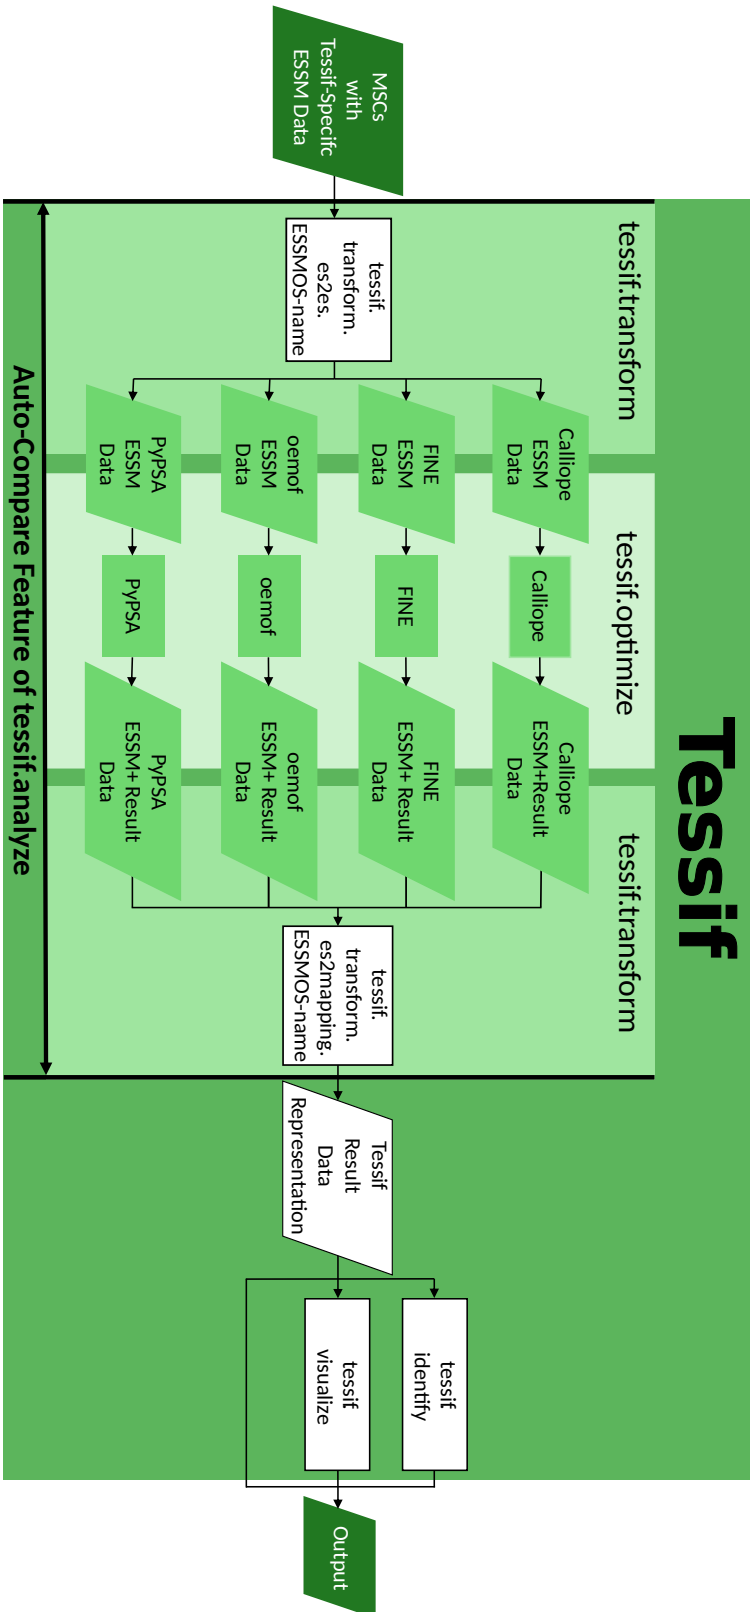 Tessif
tessif.transform
tessif.optimize
tessif.transform
MSCs
with
Tessif-Specifc
ESSM Data
tessif.
transform.
es2es.
ESSMOS-name
Calliope
ESSM
Data
Calliope
Calliope
ESSM+Result
Data
FINE
ESSM
Data
FINE
FINE
ESSM+ Result
Data
oemof
ESSM
Data
oemof
oemof
ESSM+ Result
Data
PyPSA
ESSM
Data
PyPSA
PyPSA
ESSM+ Result
Data
tessif.
transform.
es2mapping.
ESSMOS-name
Tessif
Result
Data
Representation
tessif
identify
tessif
visualize
Output
Auto-Compare Feature of tessif.analyze